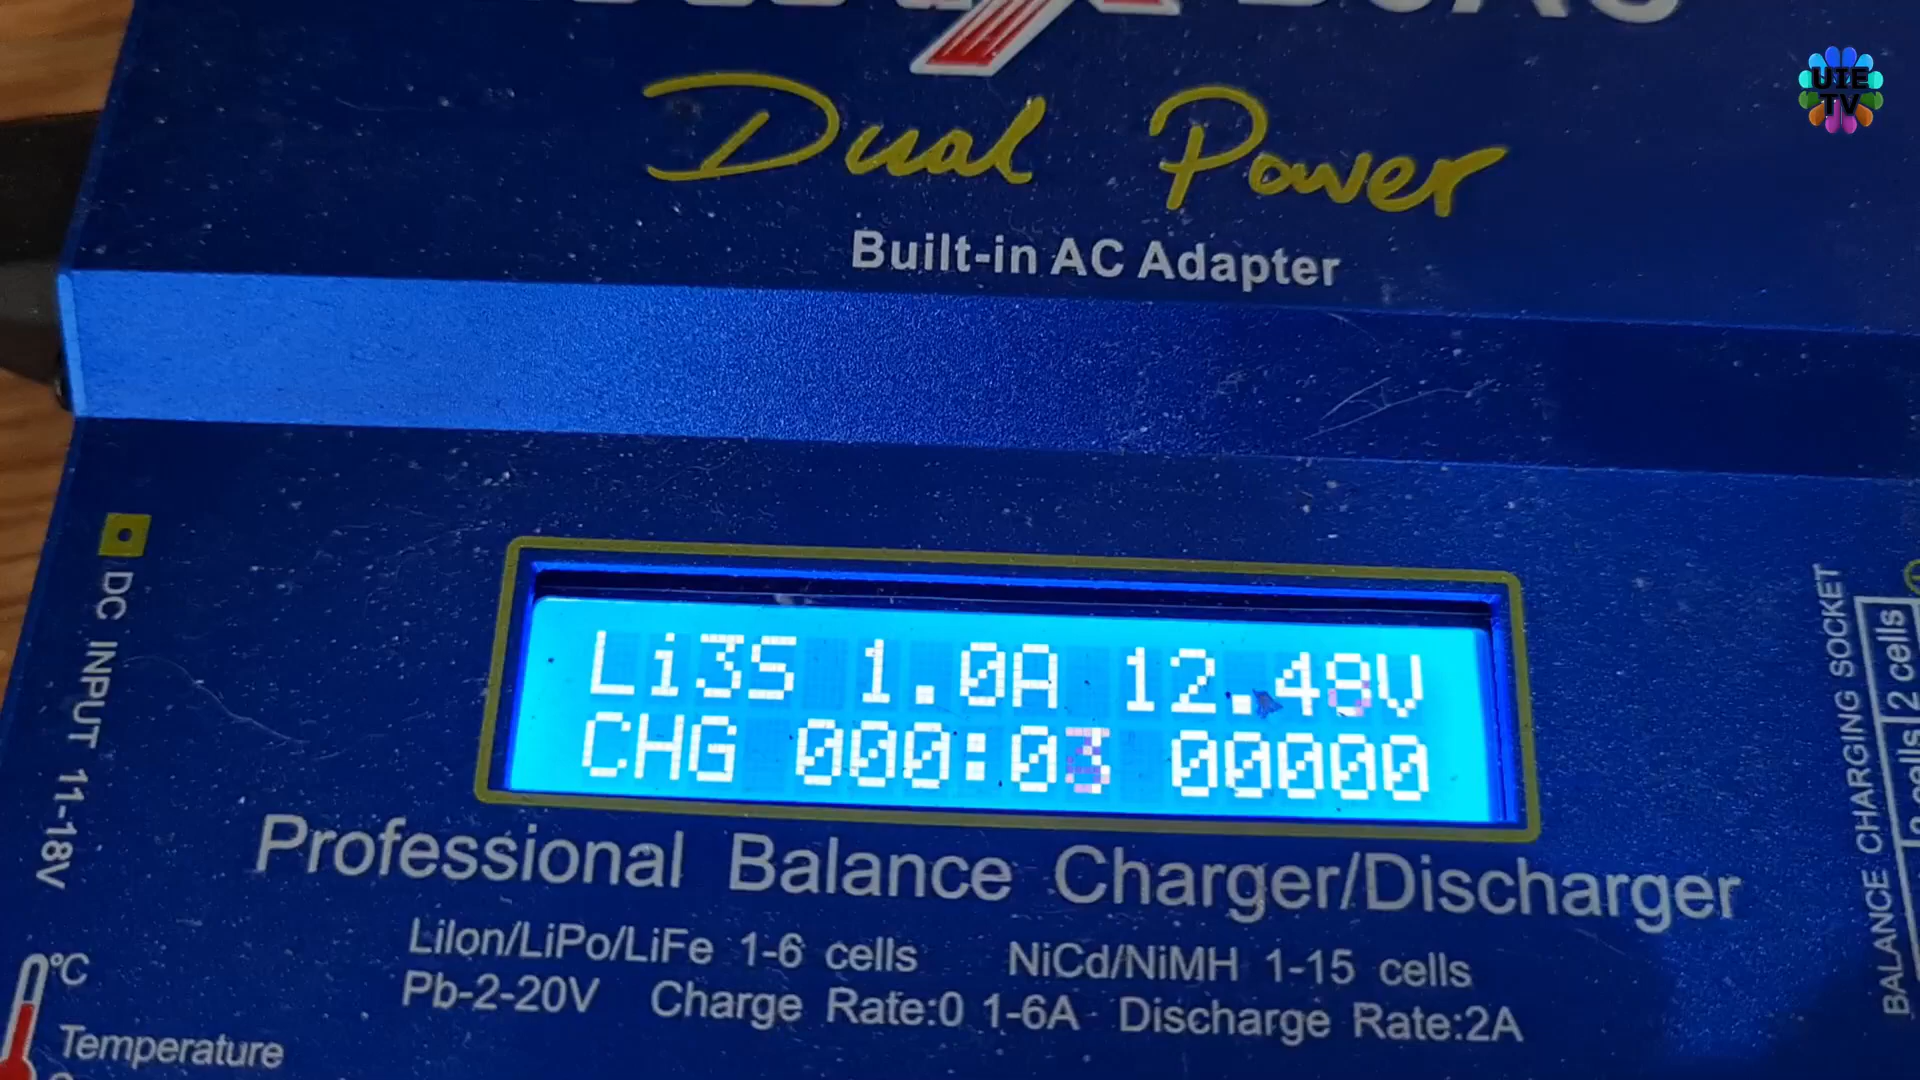 UIE
TV
Dual Power
Built-in AC Adapter
DC INPUT 11-18V
Li3S 1.0A 12.48V
CHG 000:03 00000
Professional Balance Charger/Discharger
LiIon/LiPo/LiFe 1-6 cells NiCd/NiMH 1-15 cells
Pb-2-20V Charge Rate:0 1-6A Discharge Rate:2A
°C
Temperature
BALANCE CHARGING SOCKET
2 cells
cells